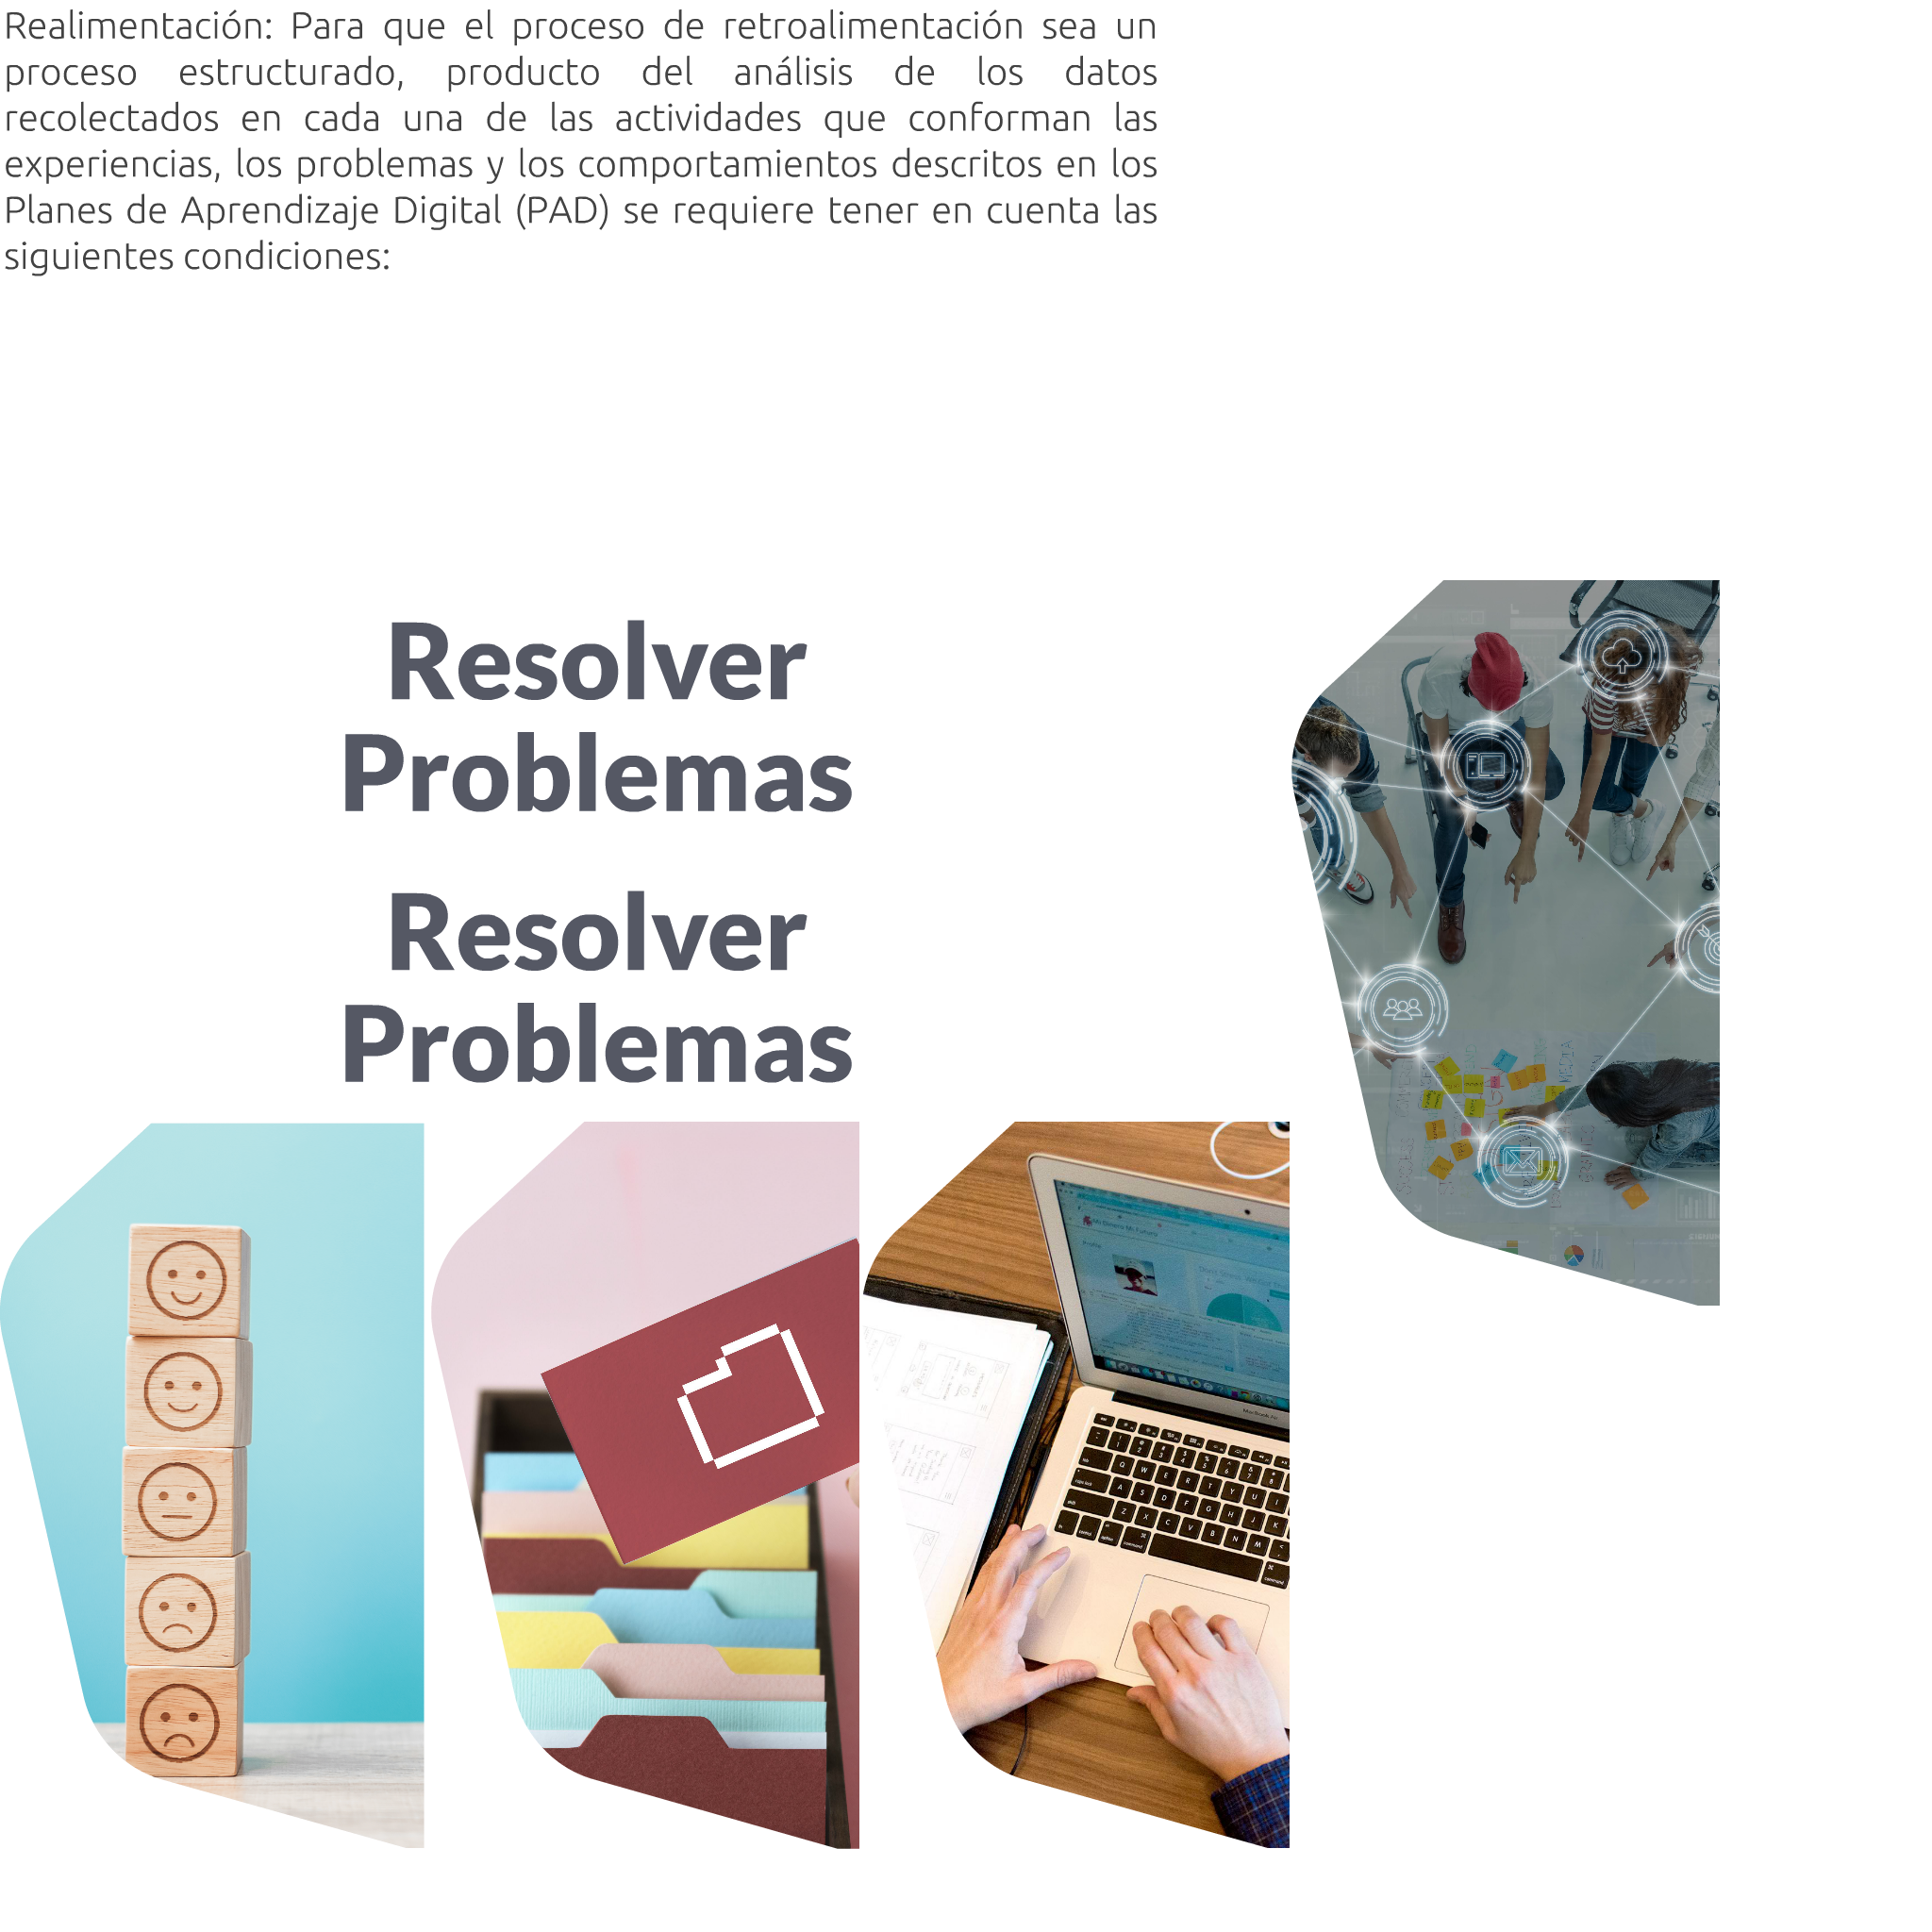 Realimentación: Para que el proceso de retroalimentación sea un
proceso estructurado, producto del análisis de los datos
recolectados en cada una de las actividades que conforman las
experiencias, los problemas y los comportamientos descritos en los
Planes de Aprendizaje Digital (PAD) se requiere tener en cuenta las
siguientes condiciones:
Resolver
Problemas
Resolver
Problemas